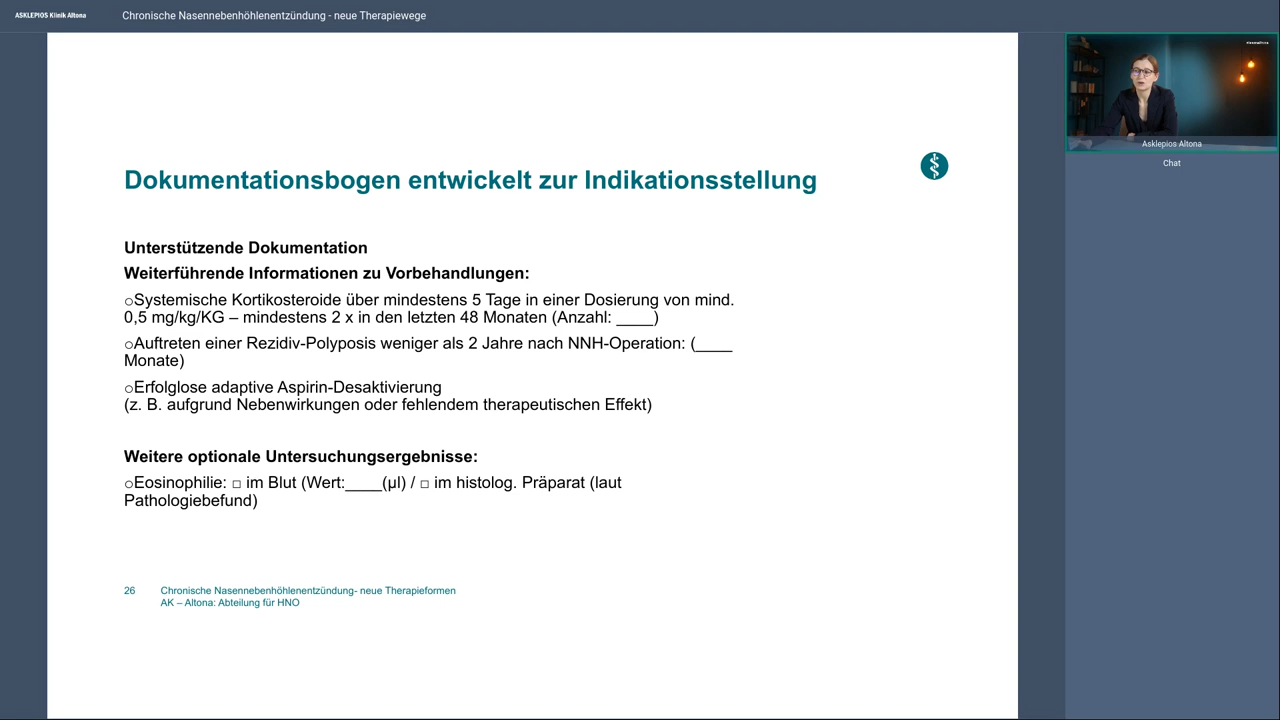 ASKLEPIOS Klinik Altona
Chronische Nasennebenhöhlenentzündung - neue Therapiewege
Dokumentationsbogen entwickelt zur Indikationsstellung
Unterstützende Dokumentation
Weiterführende Informationen zu Vorbehandlungen:
○Systemische Kortikosteroide über mindestens 5 Tage in einer Dosierung von mind.
0,5 mg/kg/KG – mindestens 2 x in den letzten 48 Monaten (Anzahl: ____)
○Auftreten einer Rezidiv-Polyposis weniger als 2 Jahre nach NNH-Operation: (____
Monate)
○Erfolglose adaptive Aspirin-Desaktivierung
(z. B. aufgrund Nebenwirkungen oder fehlendem therapeutischen Effekt)
Weitere optionale Untersuchungsergebnisse:
○Eosinophilie: □ im Blut (Wert:____(µl) / □ im histolog. Präparat (laut
Pathologiebefund)
26
Chronische Nasennebenhöhlenentzündung- neue Therapieformen
AK – Altona: Abteilung für HNO
Asklepios Altona
Chat